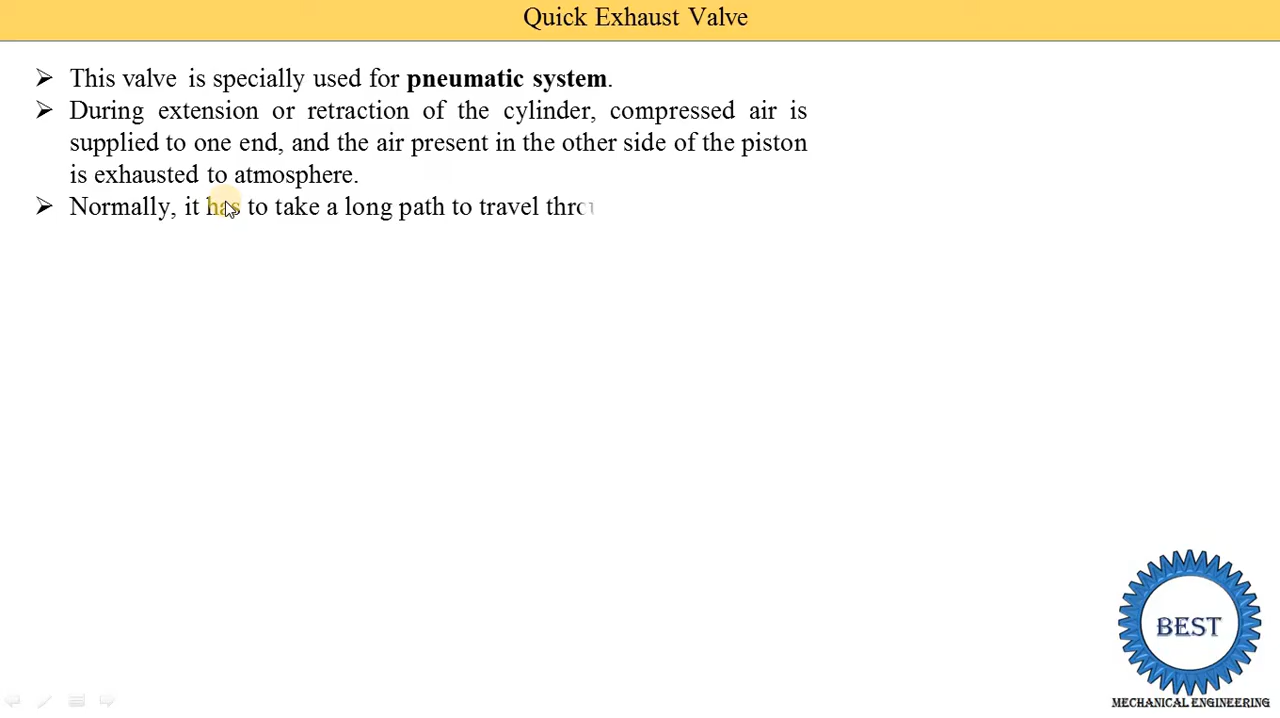 Quick Exhaust Valve
➢ This valve is specially used for pneumatic system.
➢ During extension or retraction of the cylinder, compressed air is
supplied to one end, and the air present in the other side of the piston
is exhausted to atmosphere.
➢ Normally, it has to take a long path to travel
BEST
MECHANICAL ENGINEERING